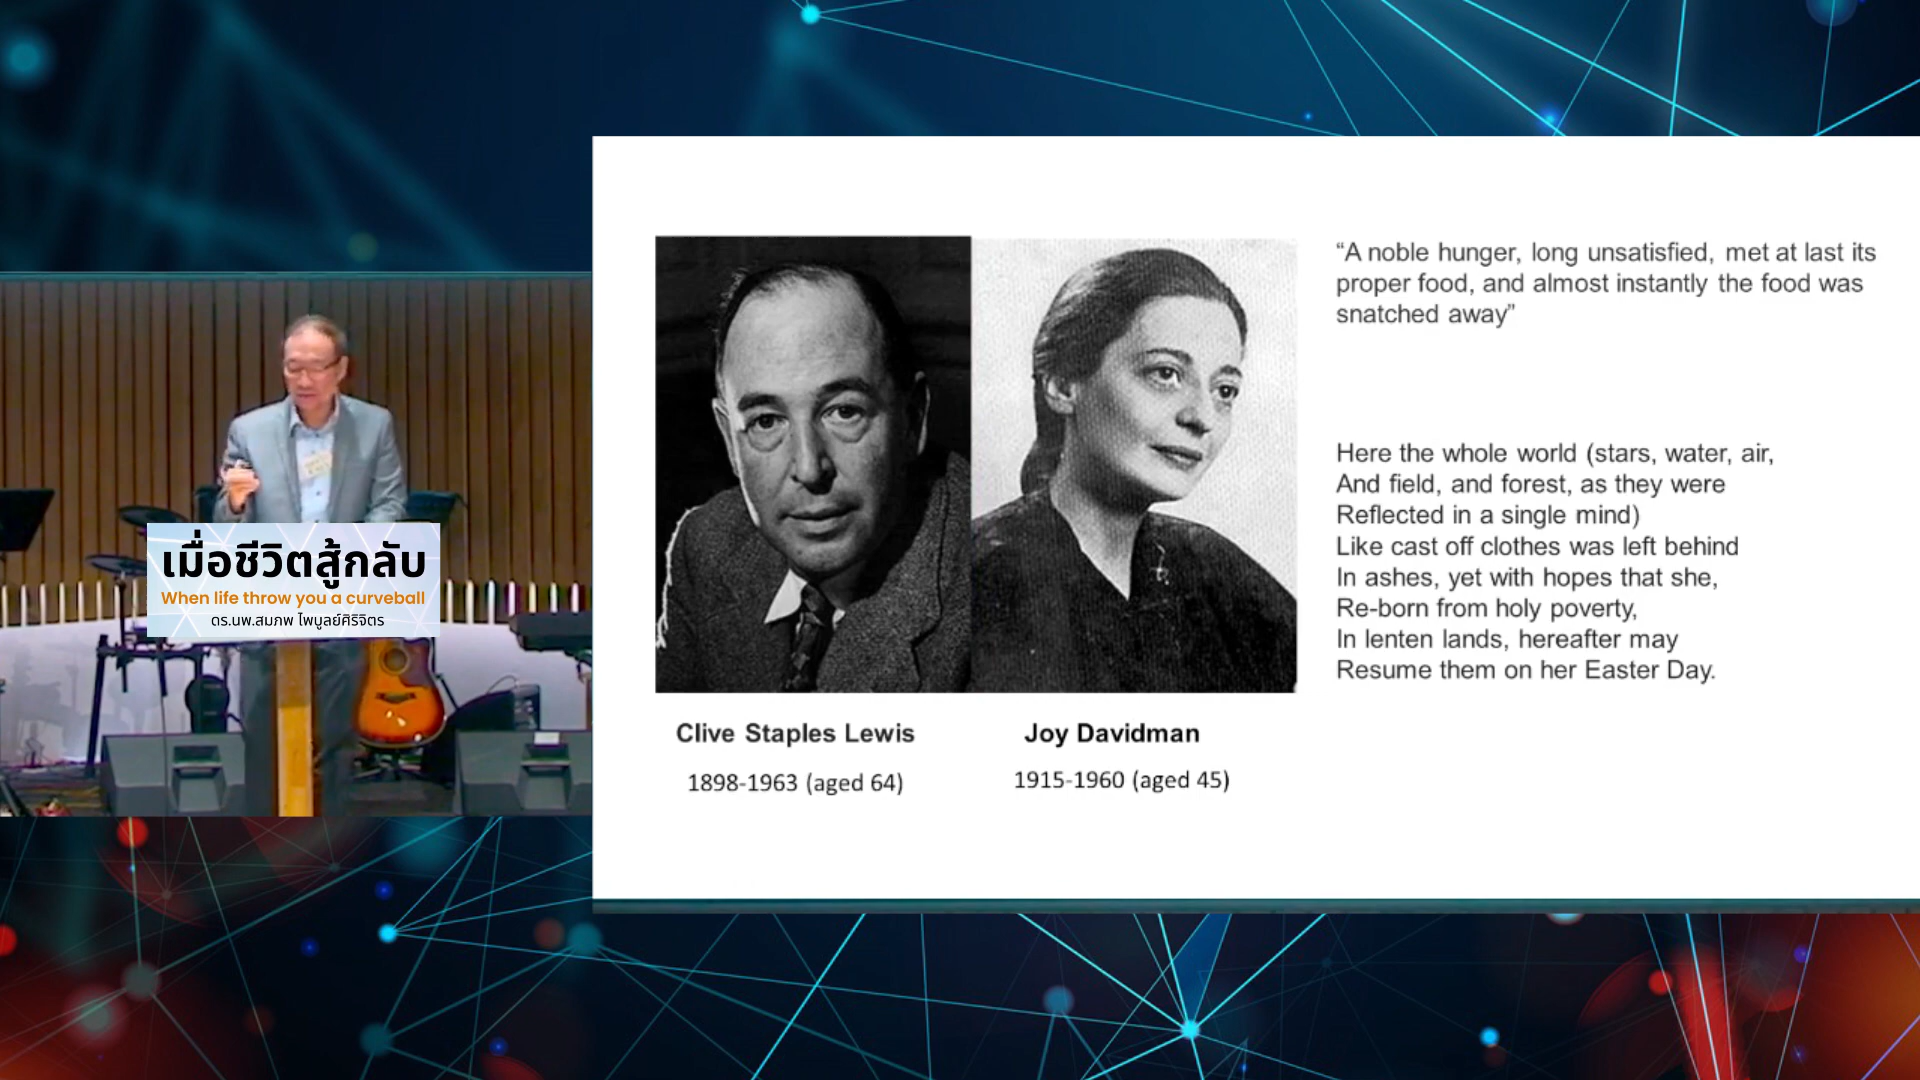 เมื่อชีวิตสู้กลับ
When life throw you a curveball
ดร.นพ.สมภพ ไพบูลย์ศิริจิตร
“A noble hunger, long unsatisfied, met at last its
proper food, and almost instantly the food was
snatched away”
Here the whole world (stars, water, air,
And field, and forest, as they were
Reflected in a single mind)
Like cast off clothes was left behind
In ashes, yet with hopes that she,
Re-born from holy poverty,
In lenten lands, hereafter may
Resume them on her Easter Day.
Clive Staples Lewis
1898-1963 (aged 64)
Joy Davidman
1915-1960 (aged 45)